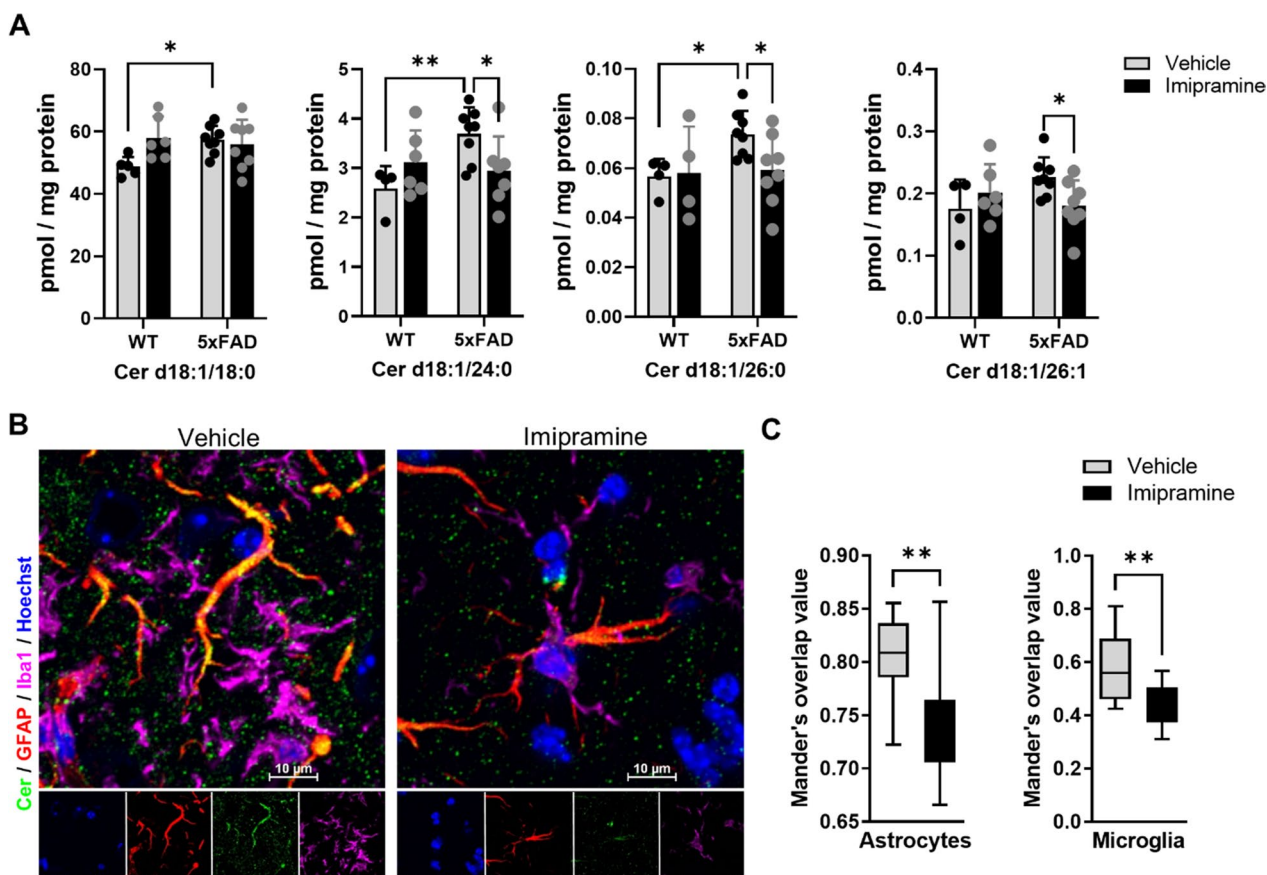 A
Vehicle
Imipramine
pmol / mg protein
80
60
40
20
0
*
WT 5xFAD
Cer d18:1/18:0
pmol / mg protein
5
4
3
2
1
0
** *
WT 5xFAD
Cer d18:1/24:0
pmol / mg protein
0.10
0.08
0.06
0.04
0.02
0.00
* *
WT 5xFAD
Cer d18:1/26:0
pmol / mg protein
0.4
0.3
0.2
0.1
0.0
*
WT 5xFAD
Cer d18:1/26:1
B
Vehicle Imipramine
Cer / GFAP / Iba1 / Hoechst
10 µm 10 µm
C
Vehicle
Imipramine
Mander's overlap value
0.90
0.85
0.80
0.75
0.70
0.65
**
Astrocytes
Mander's overlap value
1.0
0.8
0.6
0.4
0.2
0.0
**
Microglia